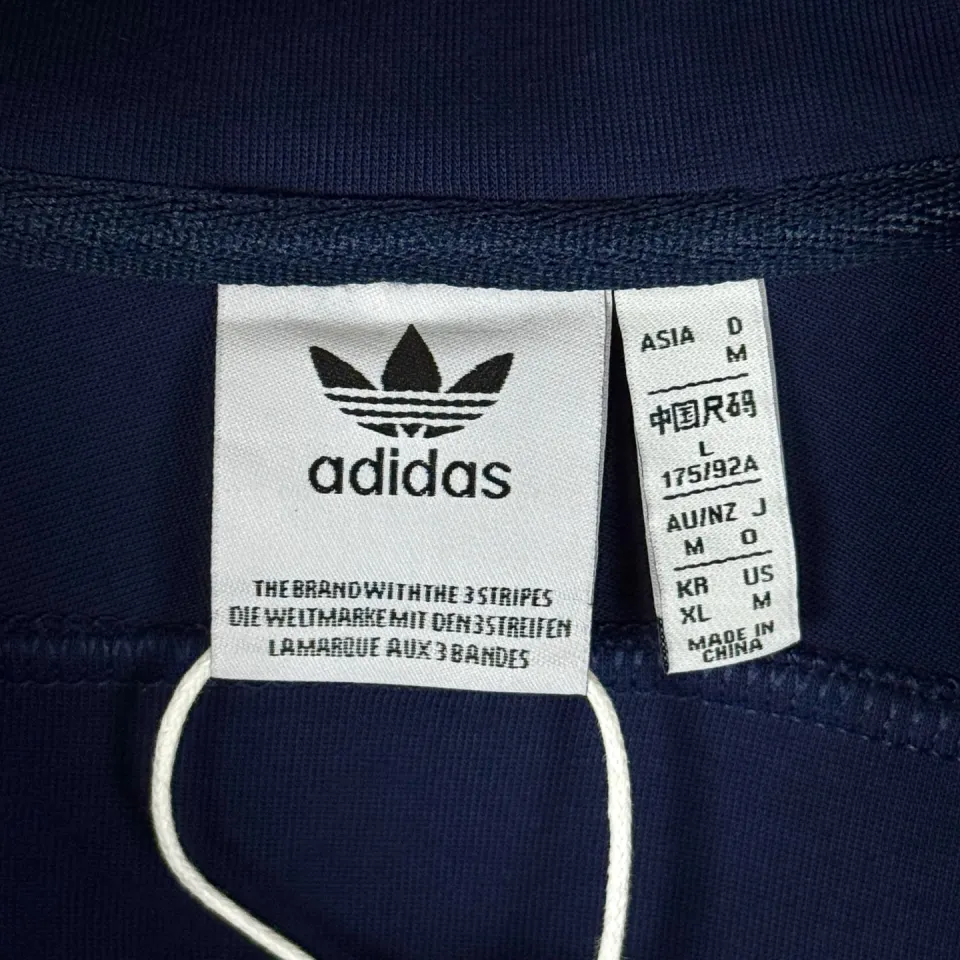 adidas
THE BRAND WITH THE 3 STRIPES
DIE WELTMARKE MIT DEN 3 STREIFEN
LA MARQUE AUX 3 BANDES
ASIA D
M
中国尺码
L
175/92A
AU/NZ J
M O
KR US
XL M
MADE IN
CHINA